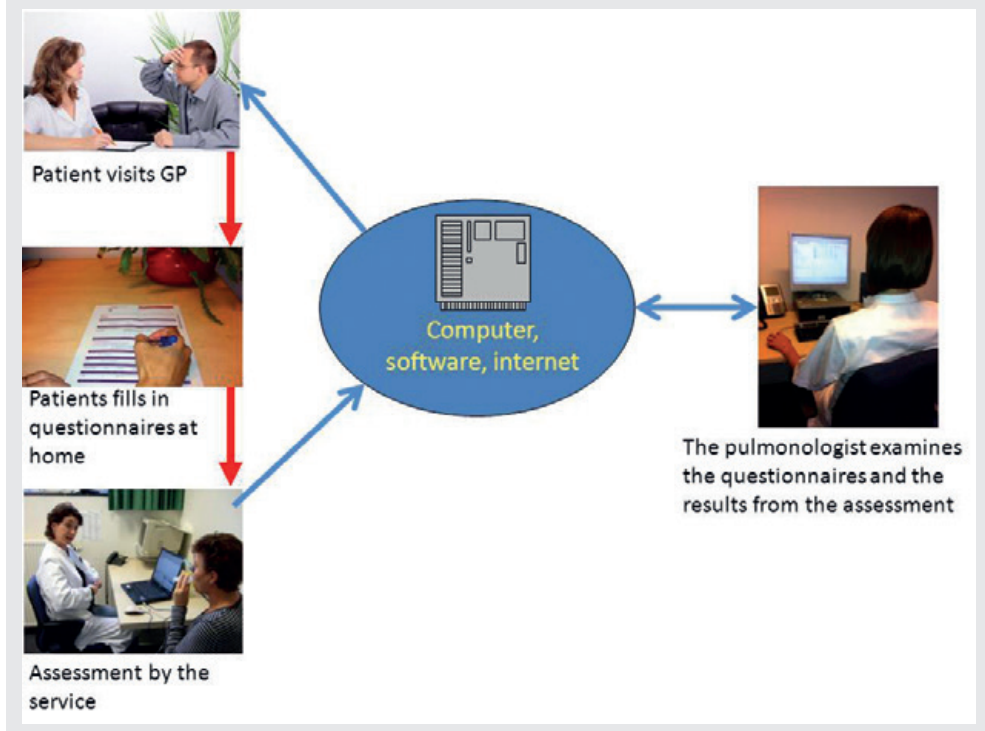 Patient visits GP
Patients fills in
questionnaires at
home
Assessment by the
service
Computer,
software, internet
The pulmonologist examines
the questionnaires and the
results from the assessment